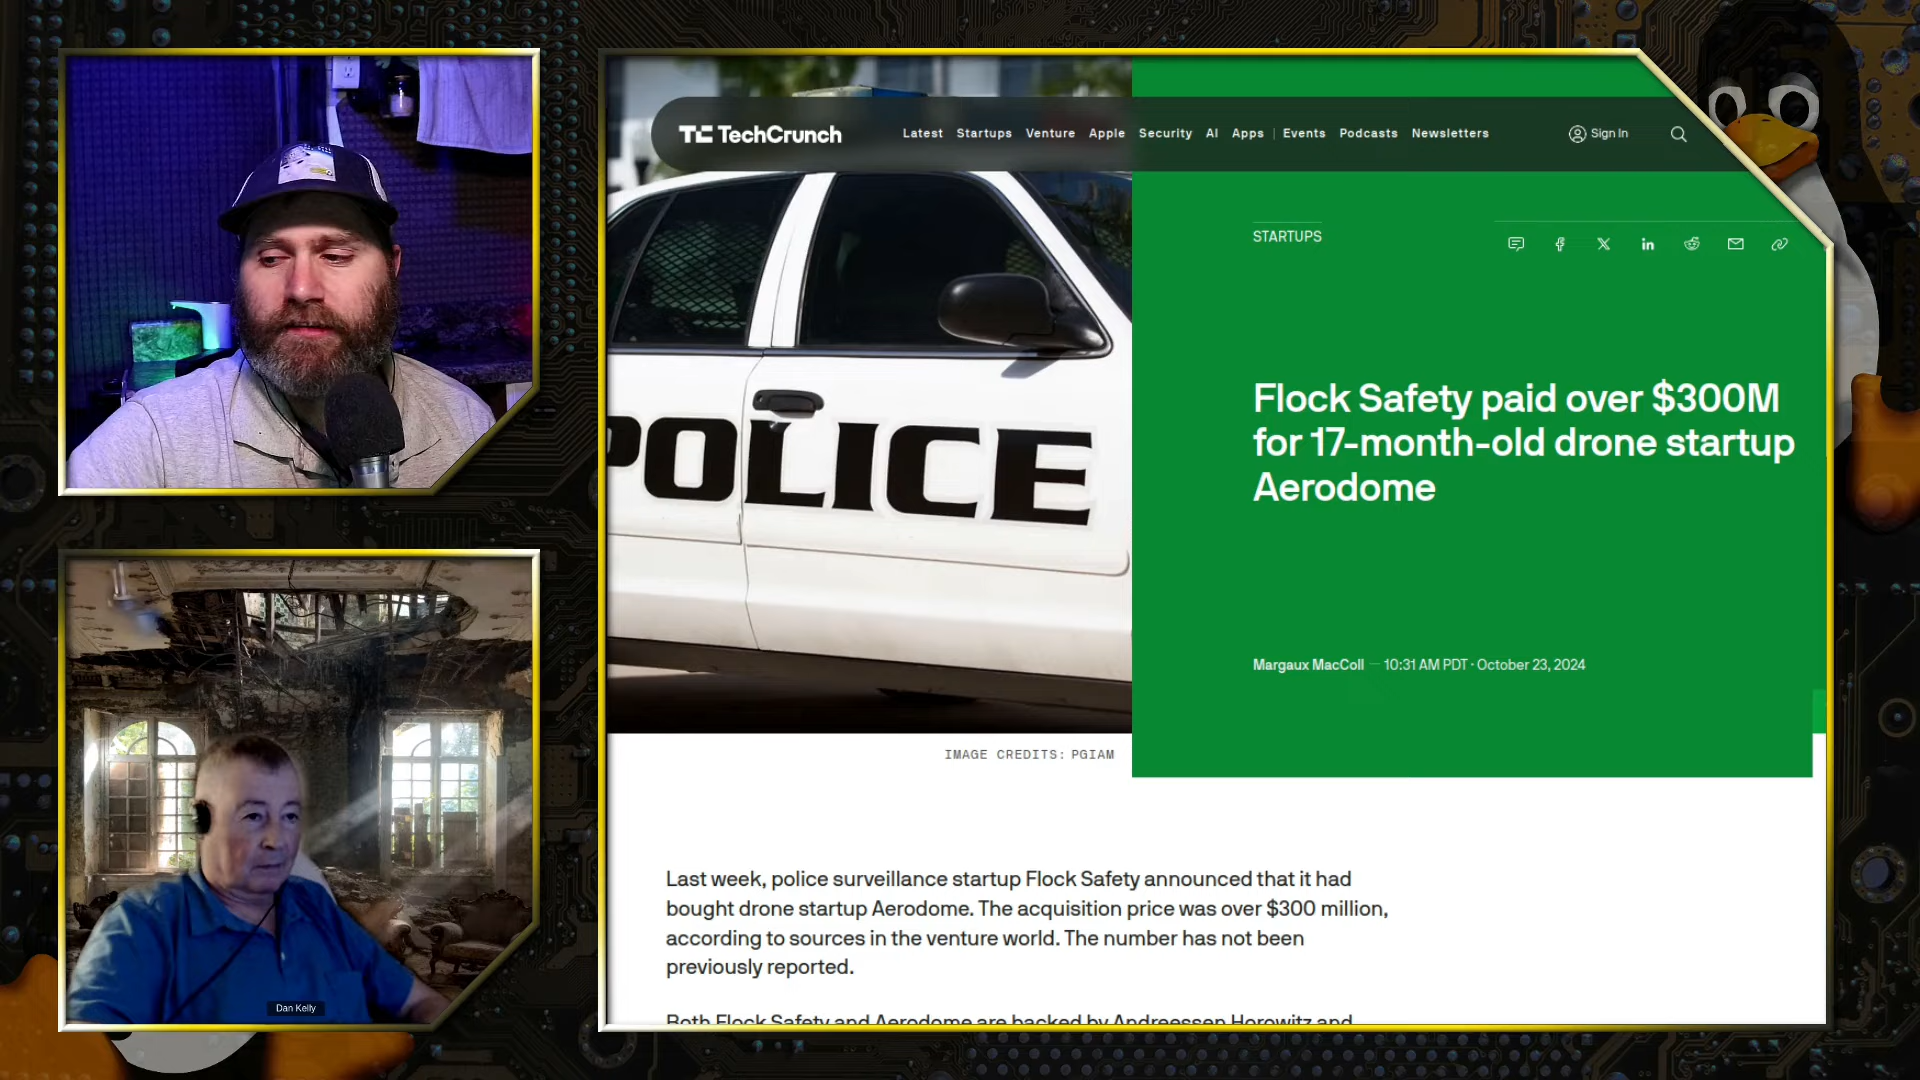 TechCrunch
Latest Startups Venture Apple Security AI Apps | Events Podcasts Newsletters
Sign In
STARTUPS
Flock Safety paid over $300M
for 17-month-old drone startup
Aerodome
Margaux MacColl — 10:31 AM PDT · October 23, 2024
POLICE
IMAGE CREDITS: PGIAM
Last week, police surveillance startup Flock Safety announced that it had
bought drone startup Aerodome. The acquisition price was over $300 million,
according to sources in the venture world. The number has not been
previously reported.
Both Flock Safety and Aerodome are backed by Andreessen Horowitz and
Dan Kelly